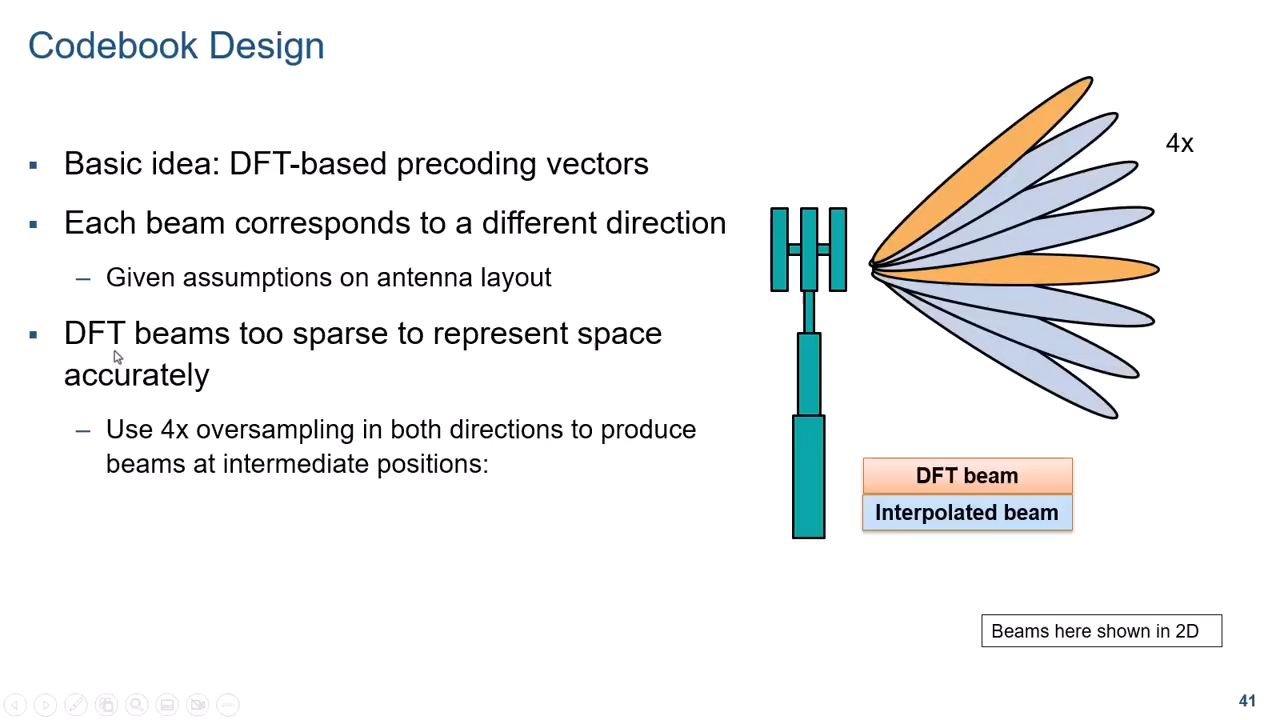 Codebook Design
4x
▪ Basic idea: DFT-based precoding vectors
▪ Each beam corresponds to a different direction
– Given assumptions on antenna layout
▪ DFT beams too sparse to represent space
accurately
– Use 4x oversampling in both directions to produce
beams at intermediate positions:
DFT beam
Interpolated beam
Beams here shown in 2D
41